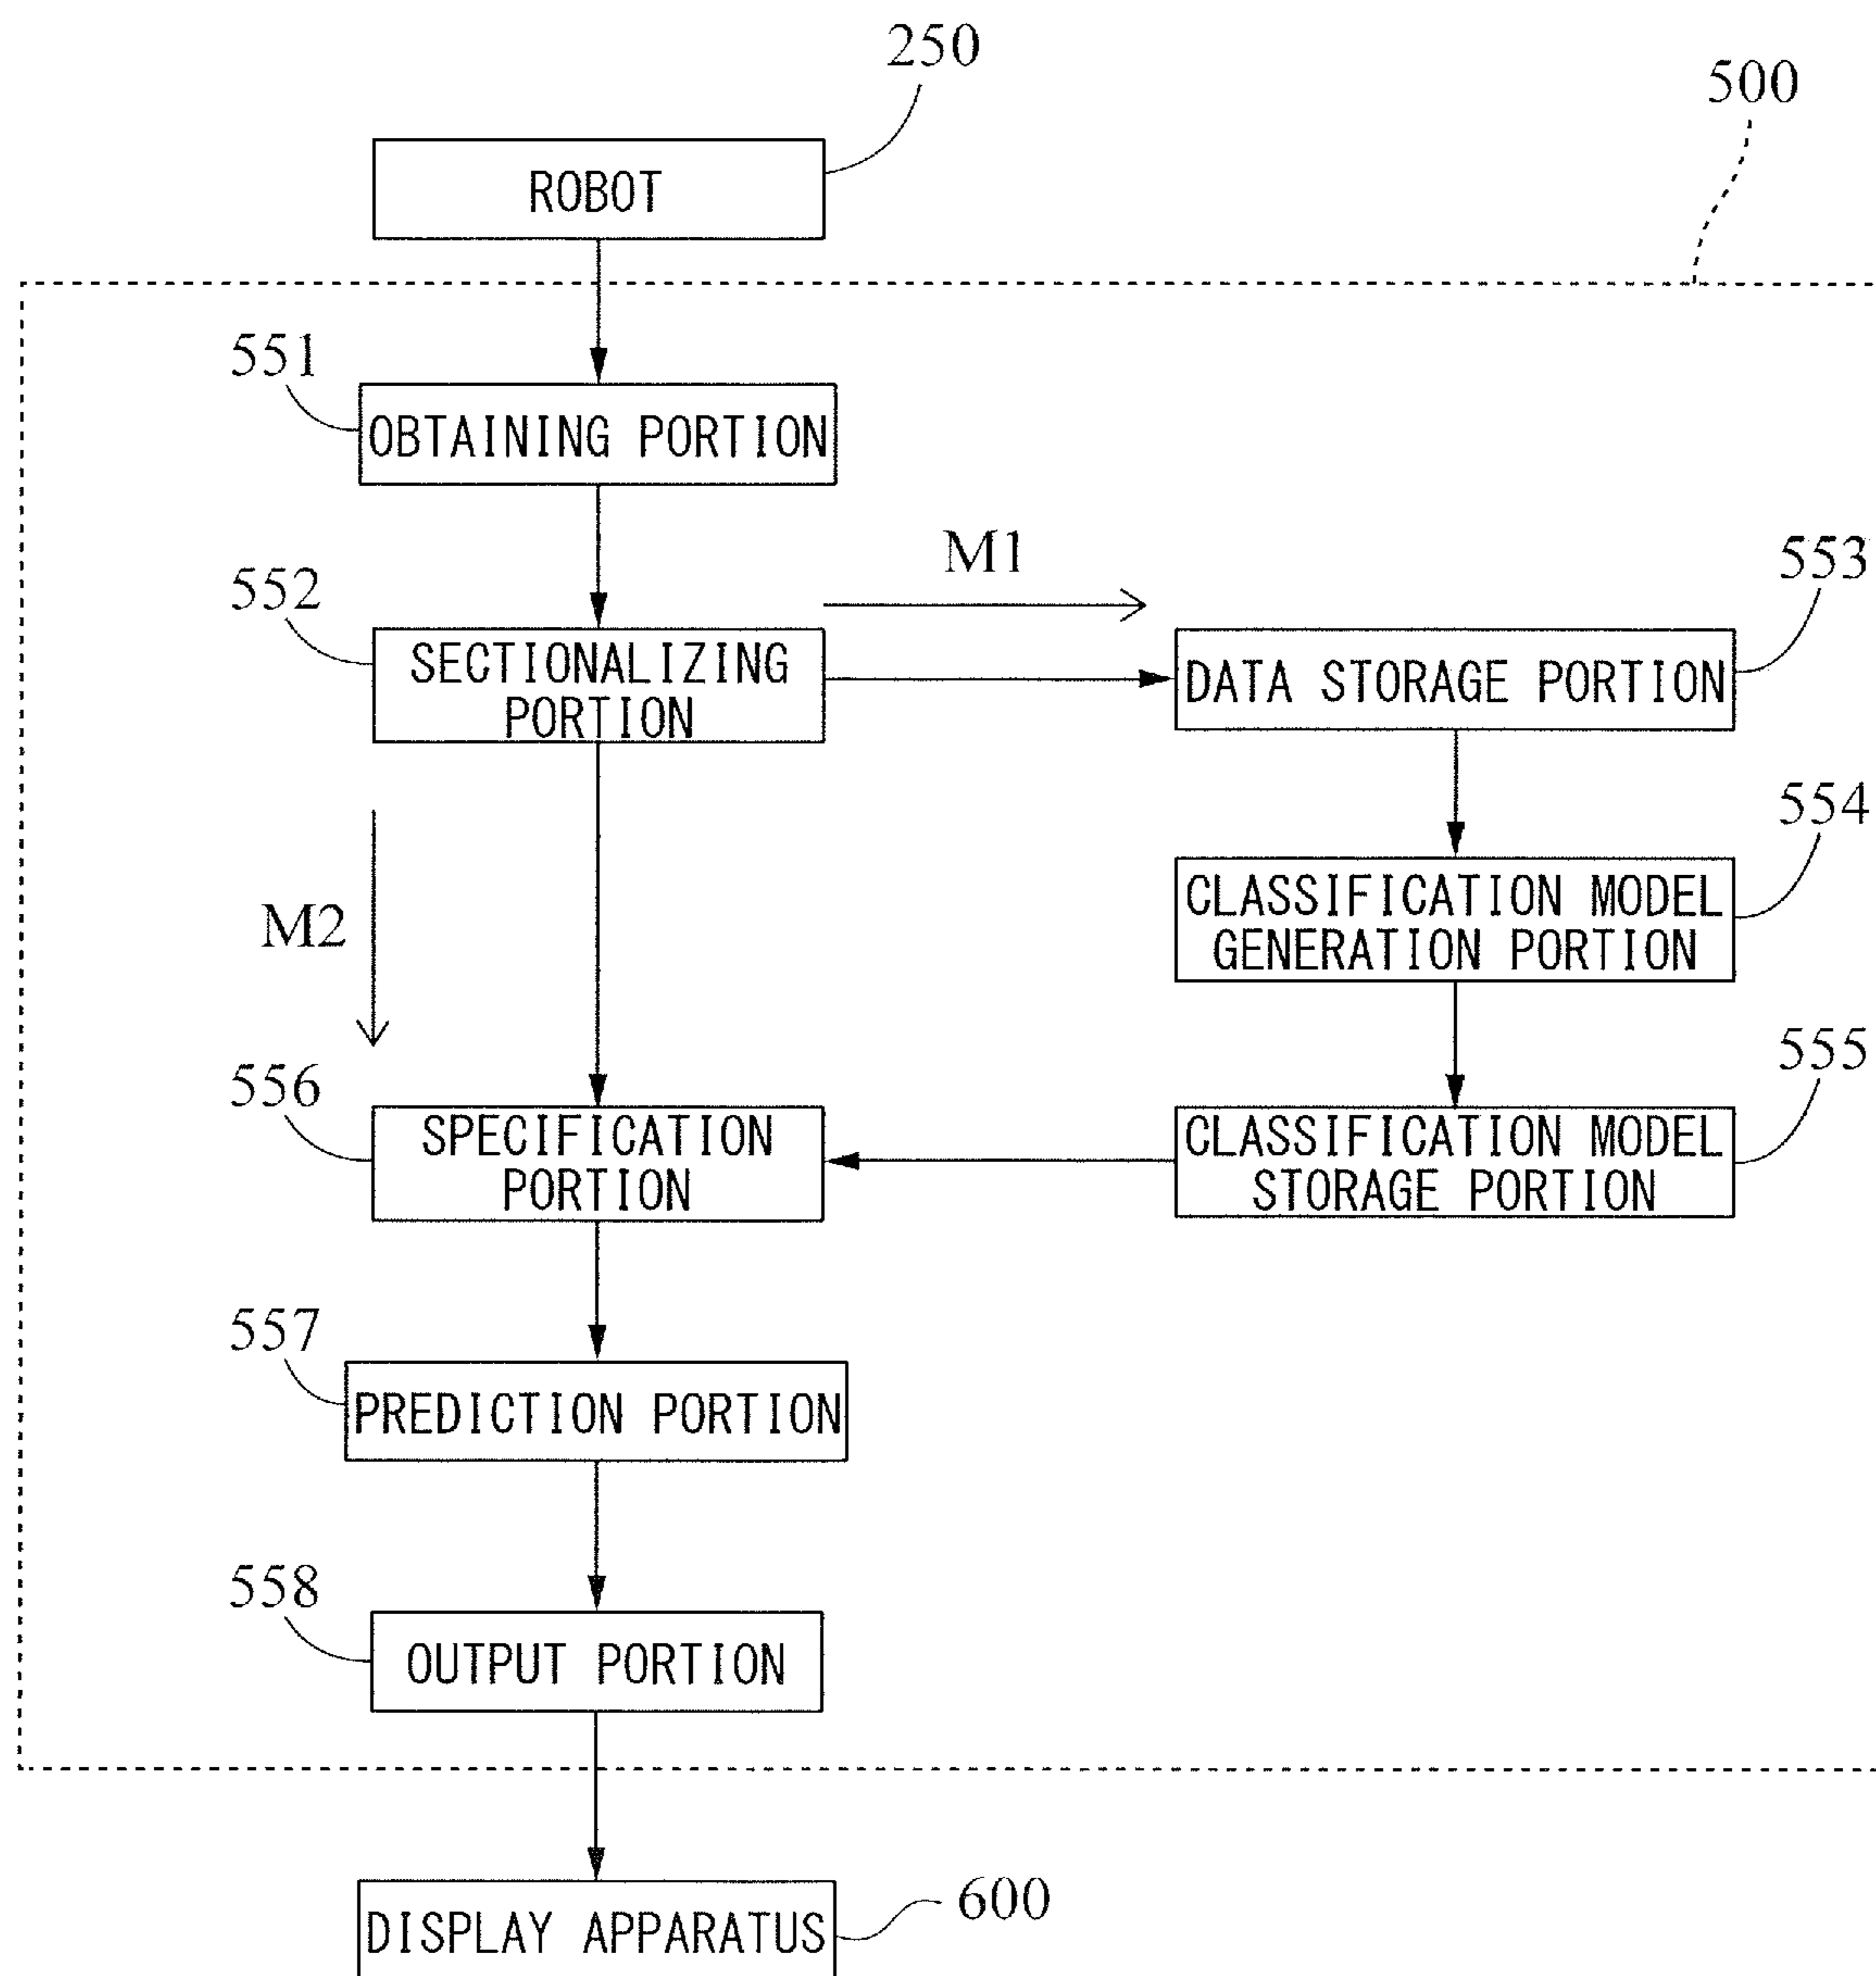 250
500
ROBOT
551
OBTAINING PORTION
M1
553
552
SECTIONALIZING
PORTION
DATA STORAGE PORTION
554
CLASSIFICATION MODEL
GENERATION PORTION
M2
555
556
SPECIFICATION
PORTION
CLASSIFICATION MODEL
STORAGE PORTION
557
PREDICTION PORTION
558
OUTPUT PORTION
600
DISPLAY APPARATUS